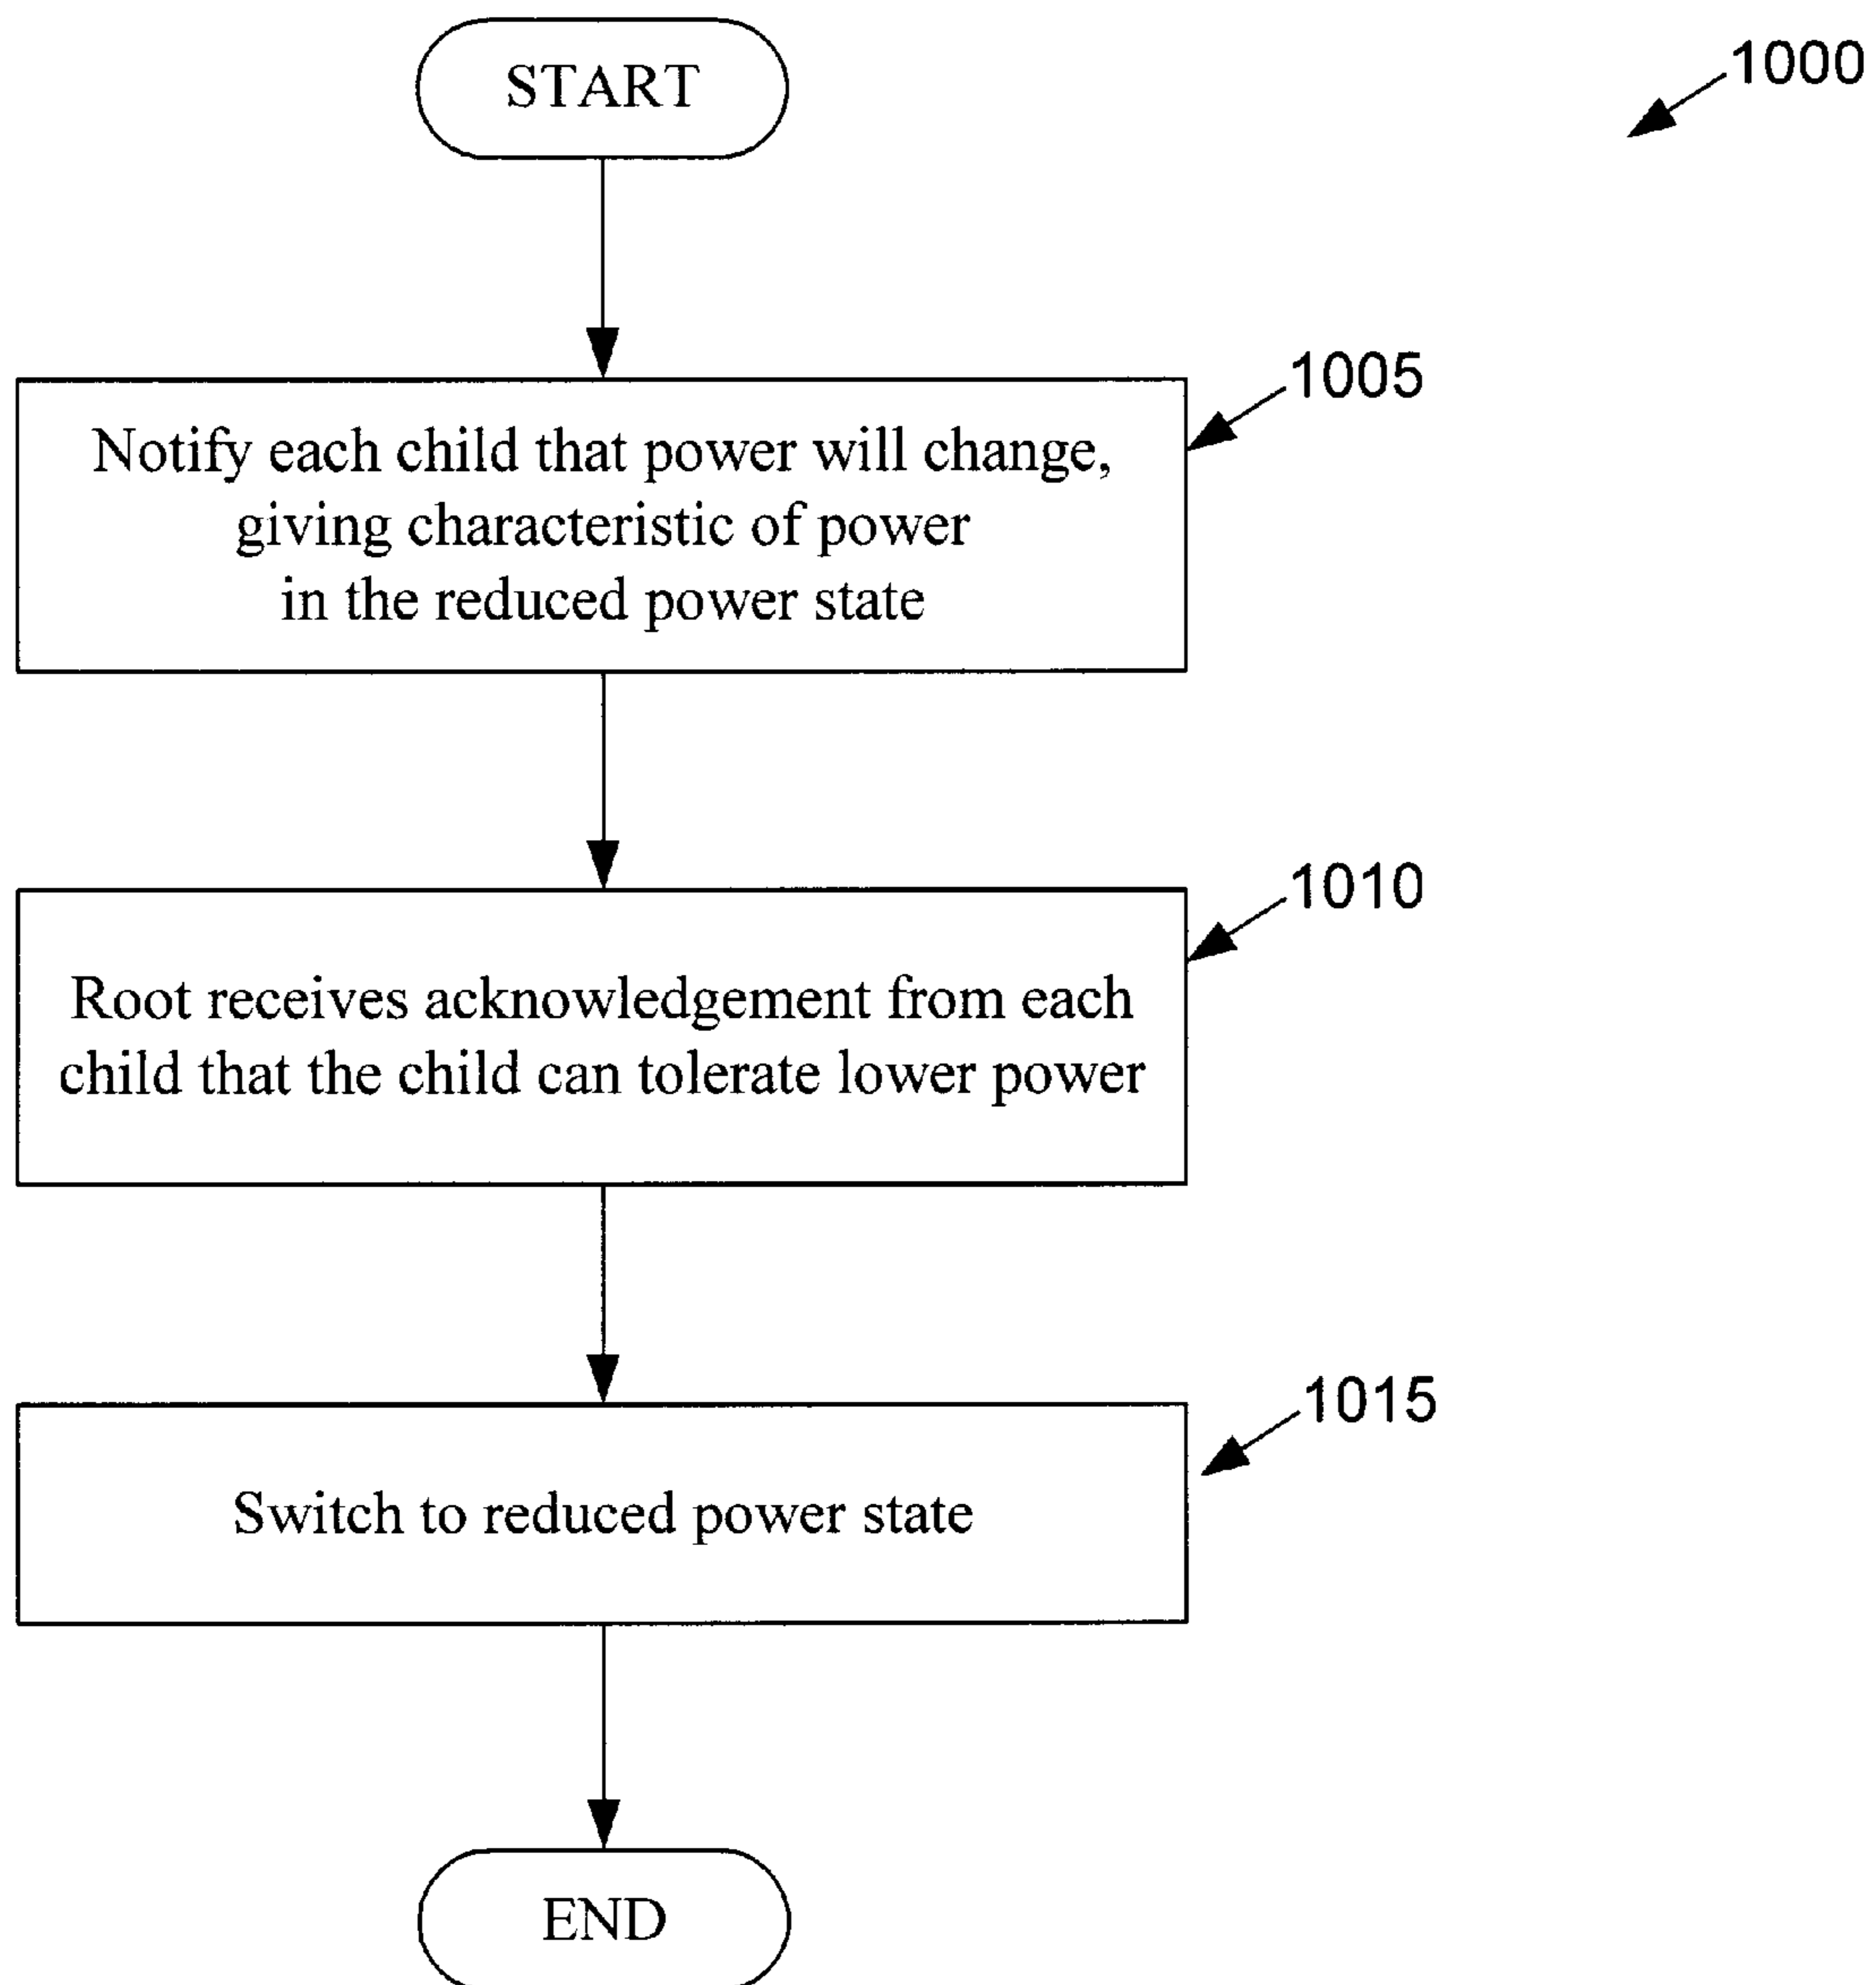 START
1000
1005
Notify each child that power will change,
giving characteristic of power
in the reduced power state
1010
Root receives acknowledgement from each
child that the child can tolerate lower power
1015
Switch to reduced power state
END